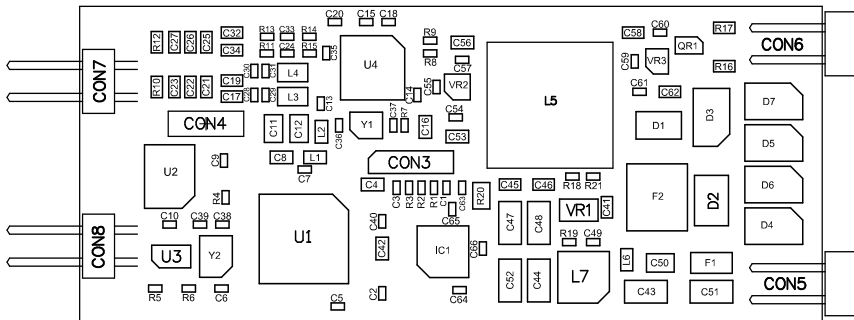 C20 C15 C18
R12 C27 C26 C25 C32 R13 C33 R14 R9 C56 C58 C60 R17
C34 R11 C24 R15 C35 U4 R8 C59 QR1 CON6
CON7 C30 C31 L4 C57 VR3 R16
R10 C23 C22 C21 C19 C55 VR2 C61 C62
C17 C28 C29 L3 C13 C14 L5 D3 D7
CON4 C11 C12 L2 C36 Y1 C37 R7 C16 C54 D1
C53 D5
U2 C9 C8 L1 CON3
C7 C4 R18 R21 F2 D6
R4 C3 R3 R2 R1 C1 C63 R20 C45 C46 D2
C10 C39 C38 U1 C40 C65 C47 C48 VR1 C41 D4
CON8 U3 Y2 C42 IC1 C66 R19 C49
L6 C50 F1
R5 R6 C6 C2 C64 C52 C44 L7 C43 C51 CON5
C5